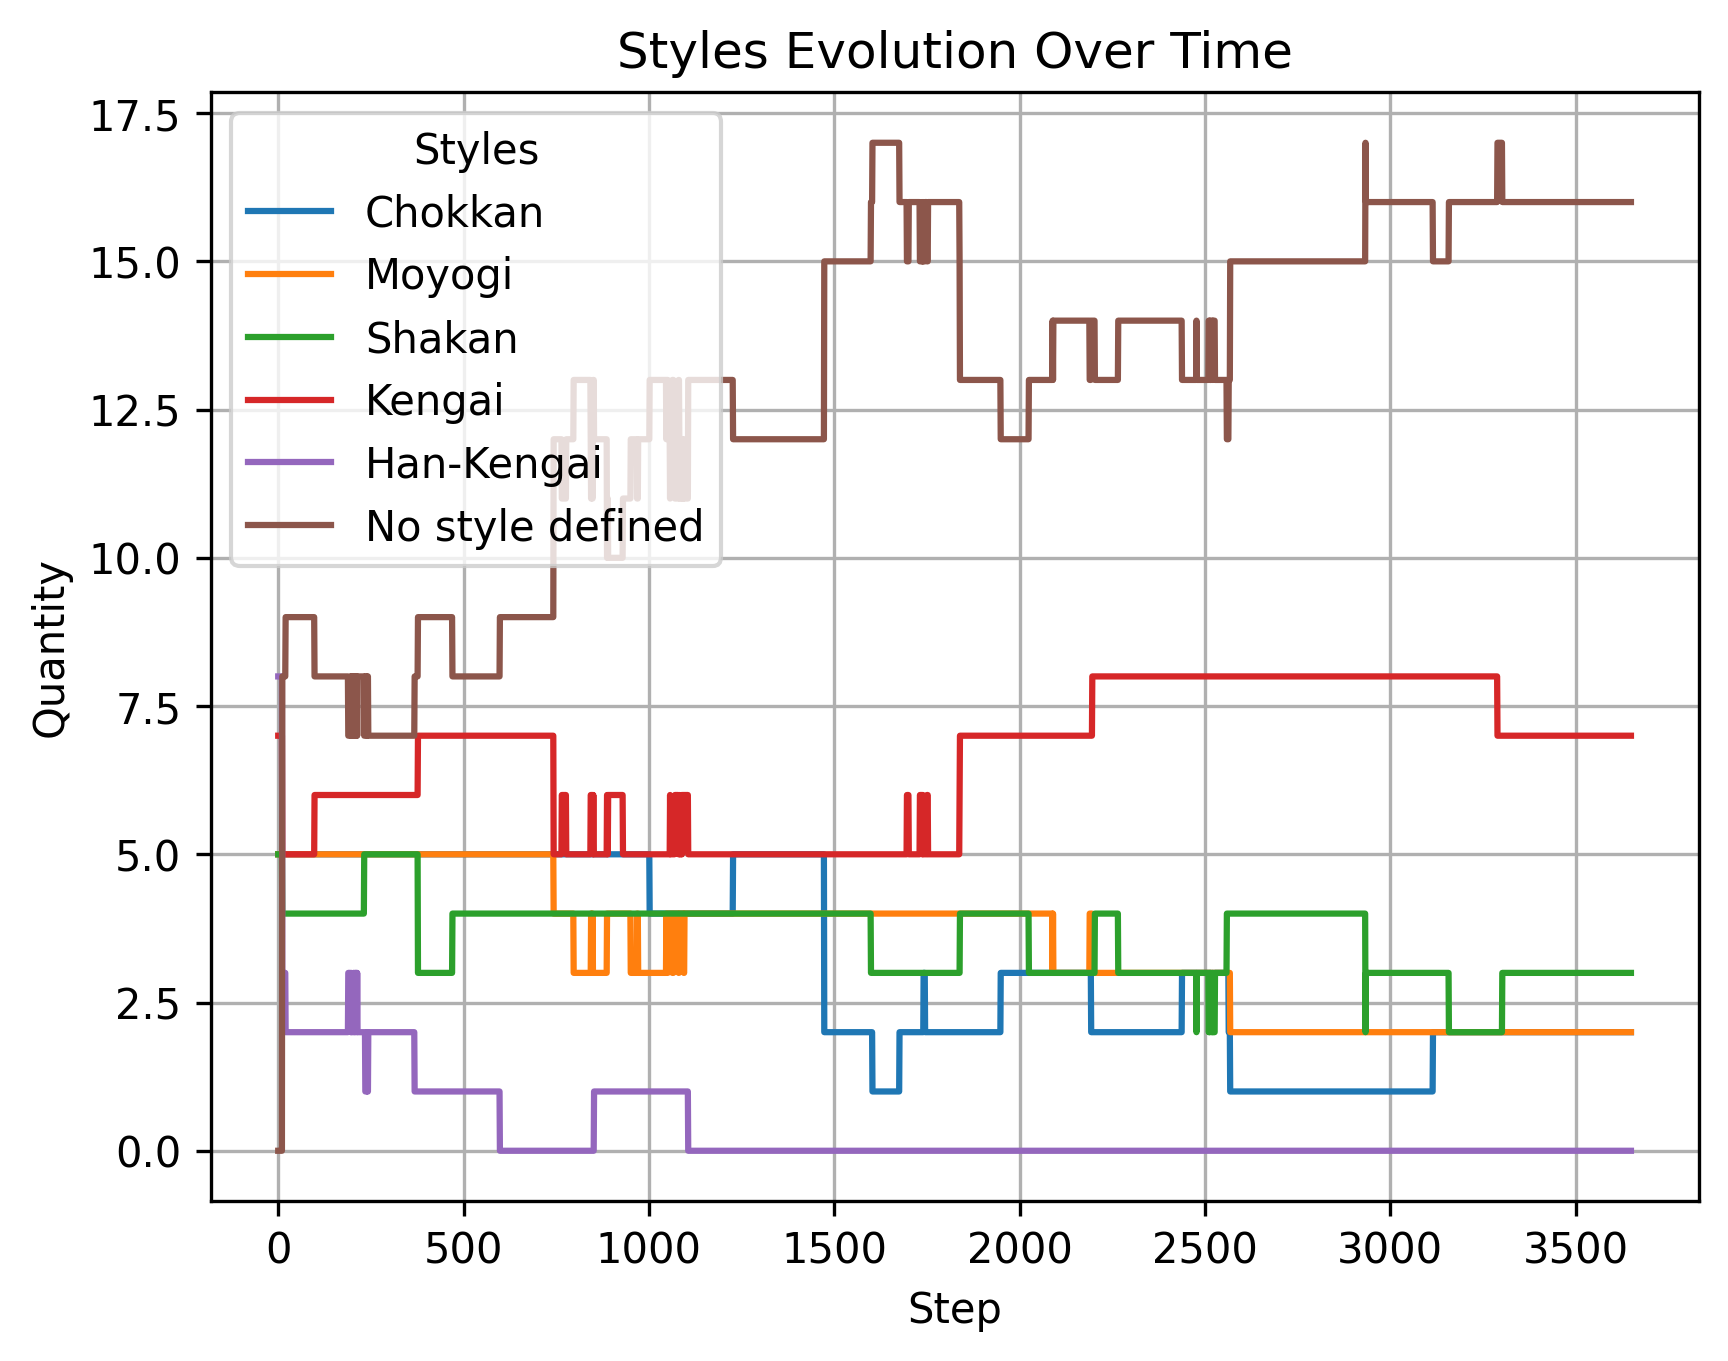 Styles Evolution Over Time
17.5
15.0
12.5
10.0
7.5
5.0
2.5
0.0
Quantity
Styles
Chokkan
Moyogi
Shakan
Kengai
Han-Kengai
No style defined
0 500 1000 1500 2000 2500 3000 3500
Step